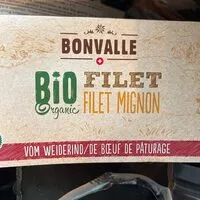 BONVALLE
BIO FILET
Organic FILET MIGNON
VOM WEIDERIND/DE BŒUF DE PÂTURAGE